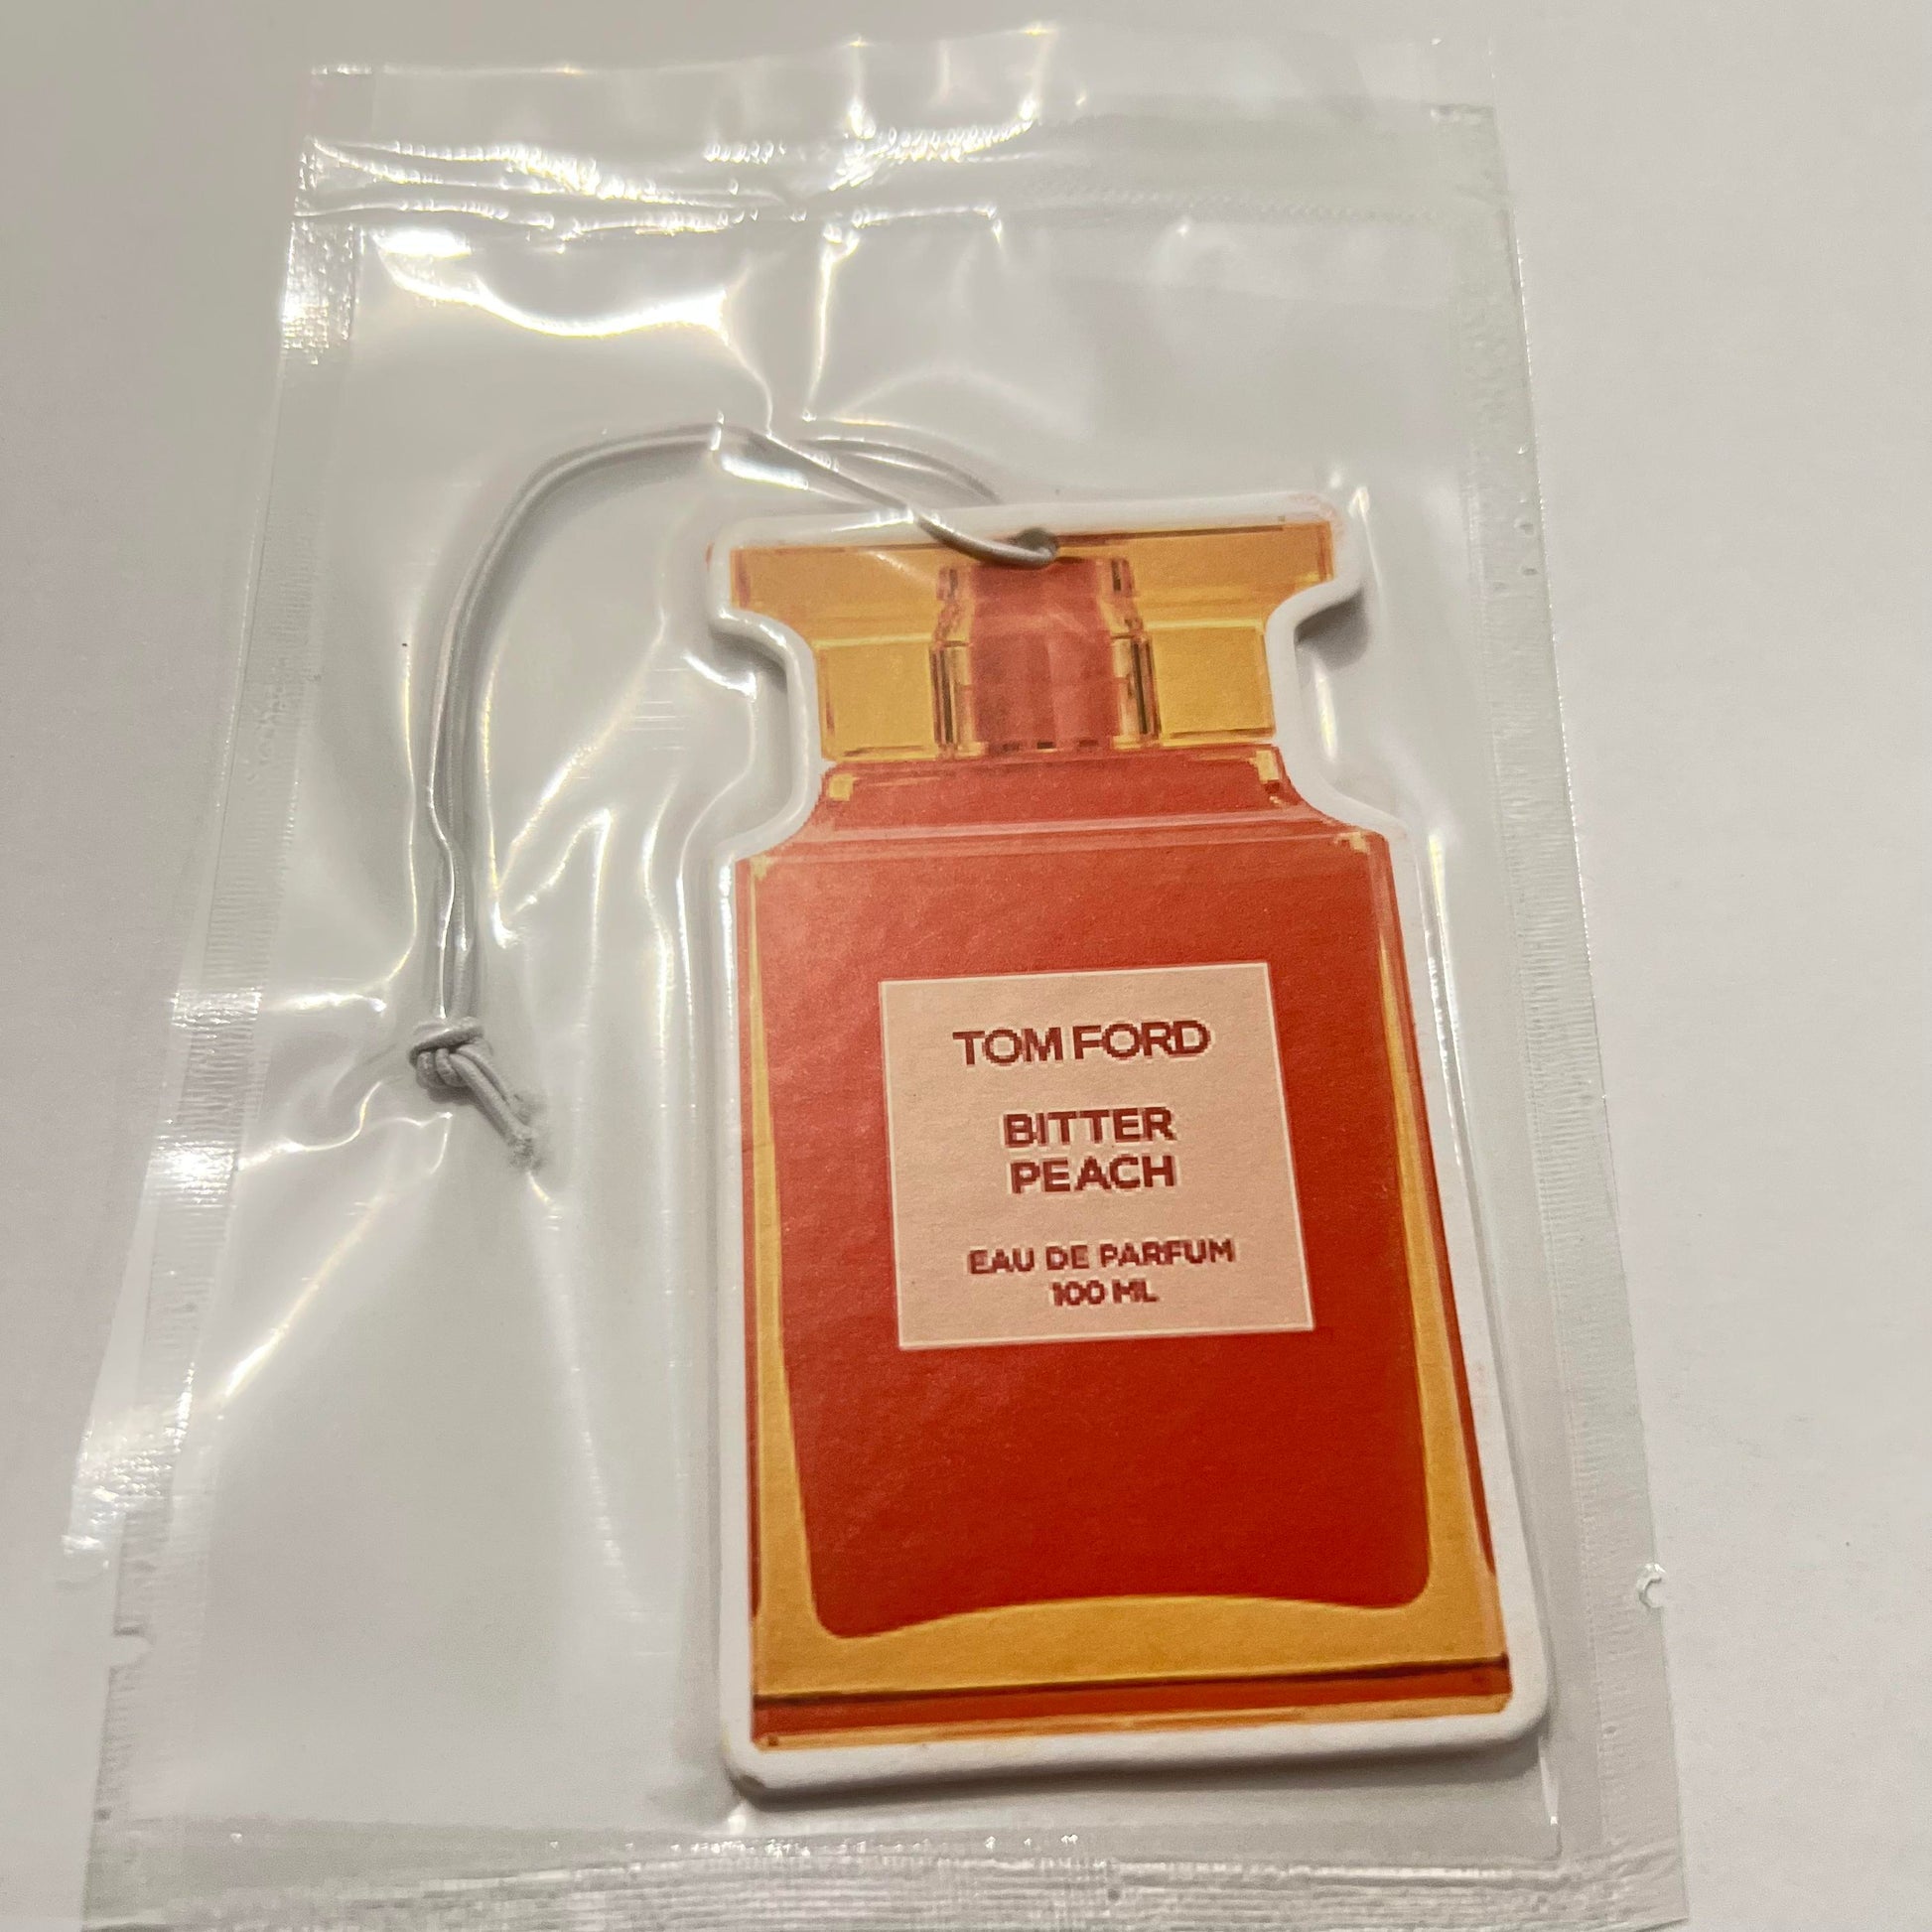 TOM FORD
BITTER
PEACH
EAU DE PARFUM
100 ML